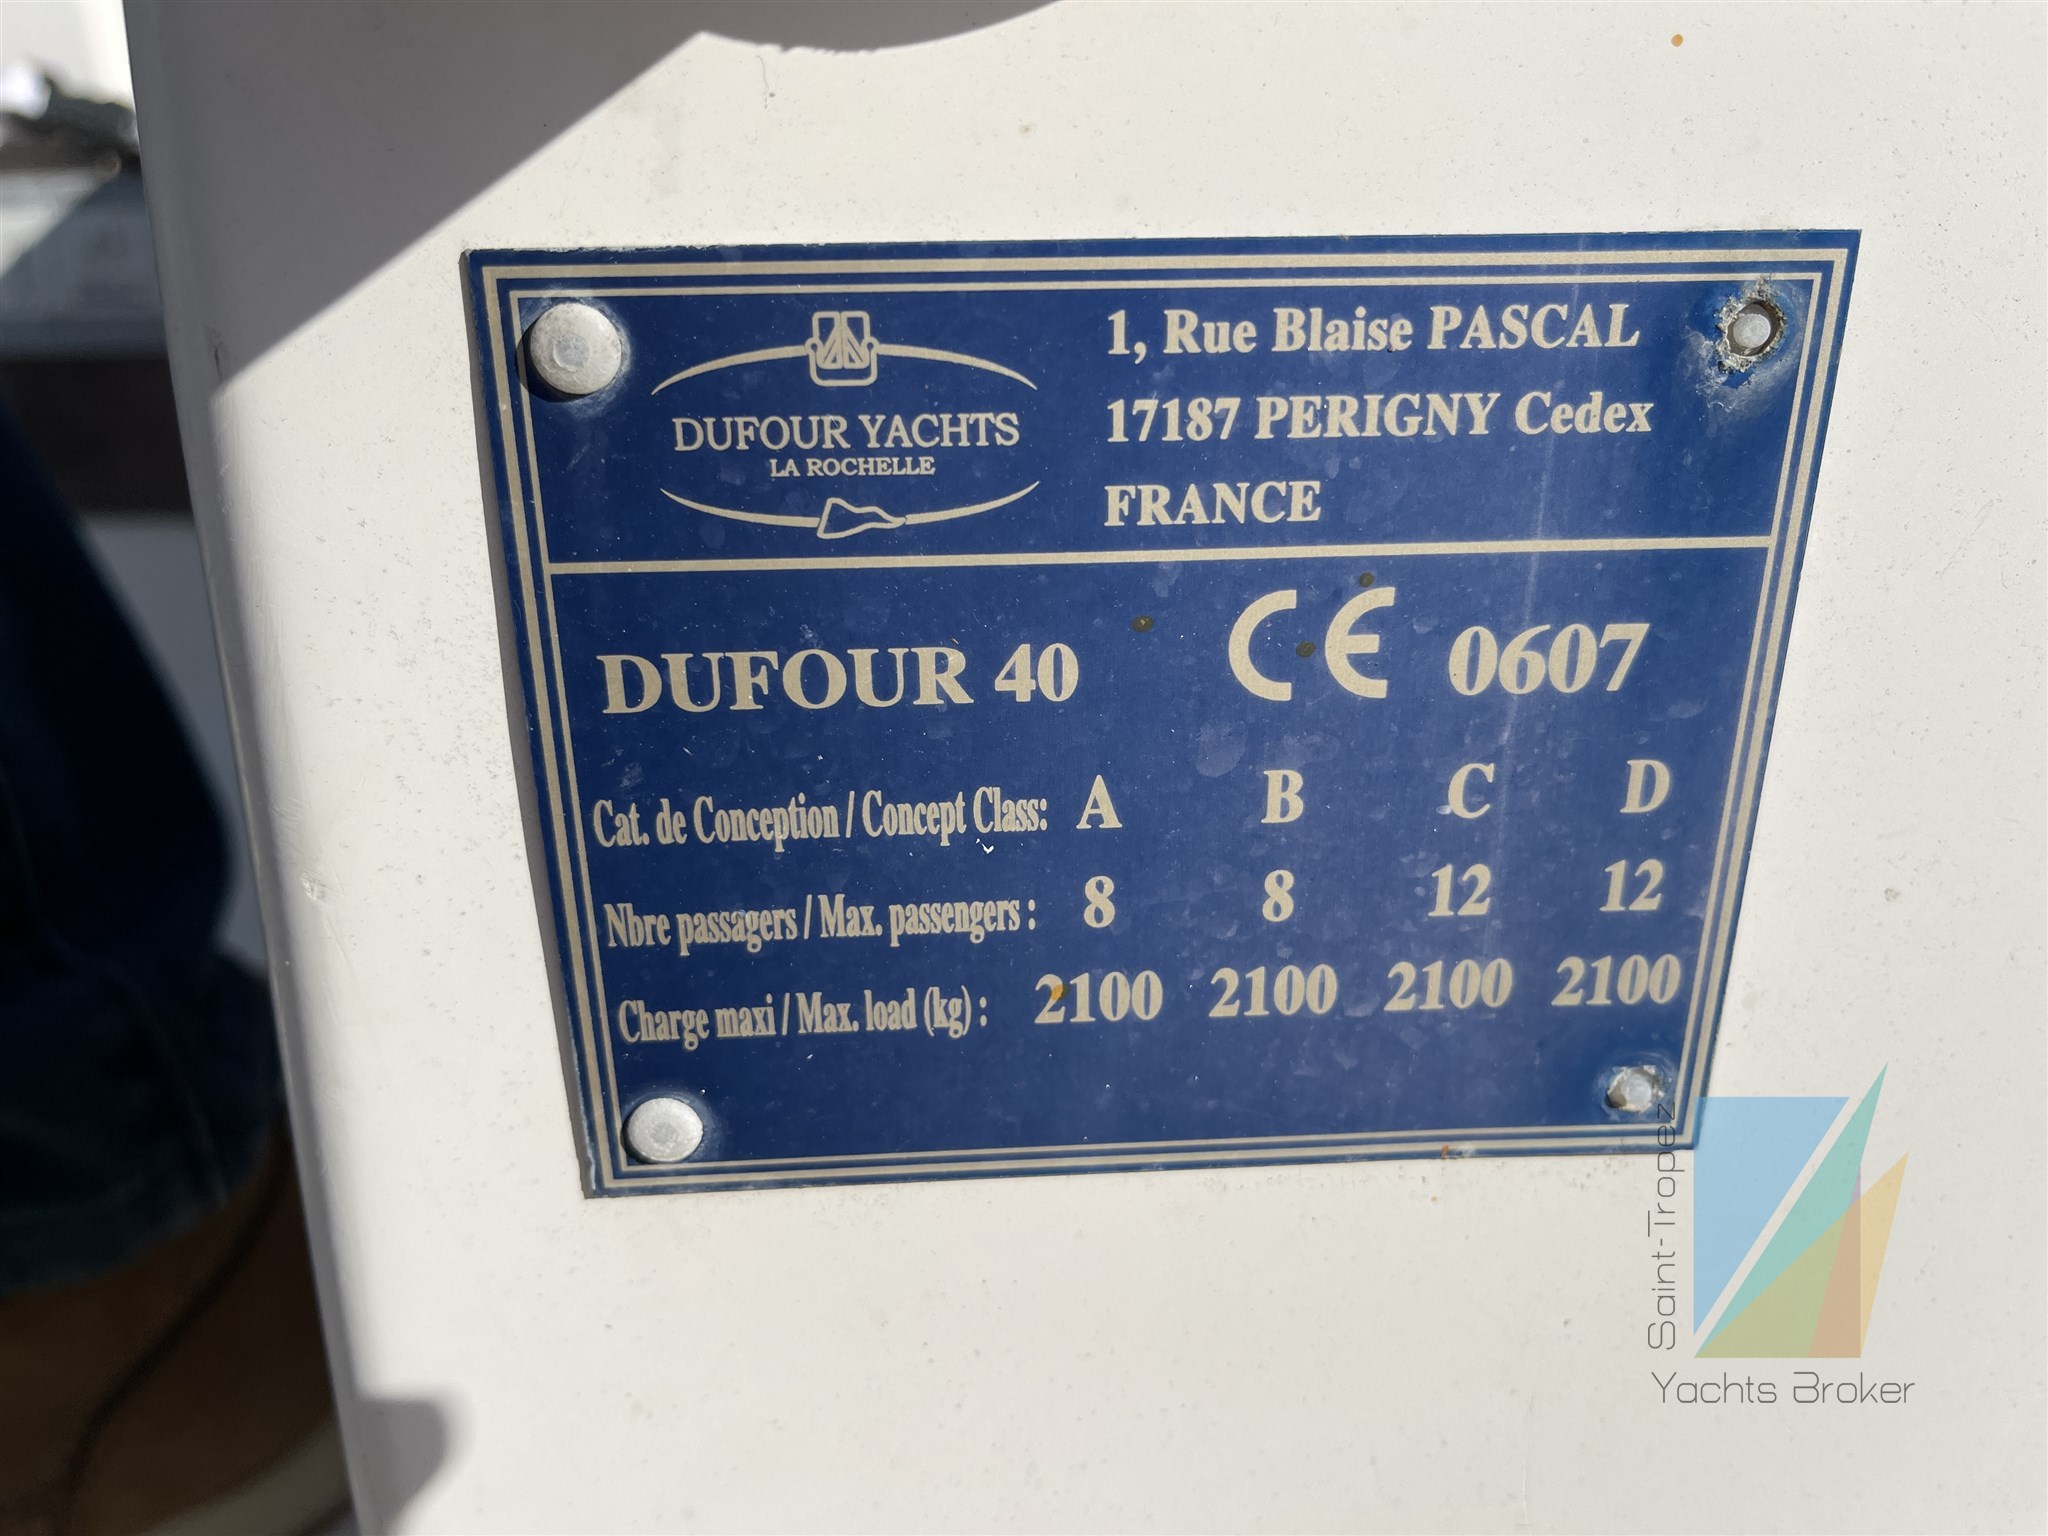 DUFOUR YACHTS
LA ROCHELLE
1, Rue Blaise PASCAL
17187 PERIGNY Cedex
FRANCE
DUFOUR 40 CE 0607
Cat. de Conception / Concept Class: A B C D
Nbre passagers / Max. passengers : 8 8 12 12
Charge maxi / Max. load (kg) : 2100 2100 2100 2100
Saint-Tropez
Yachts Broker